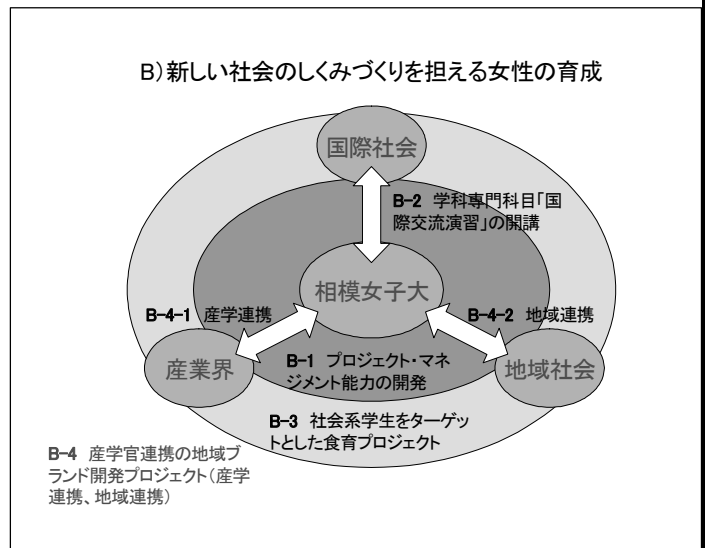 B)新しい社会のしくみづくりを担える女性の育成
国際社会
B-2 学科専門科目「国
際交流演習」の開講
相模女子大
B-4-1 産学連携
B-4-2 地域連携
産業界
B-1 プロジェクト・マネ
ジメント能力の開発
地域社会
B-3 社会系学生をターゲッ
トとした食育プロジェクト
B-4 産学官連携の地域ブ
ランド開発プロジェクト(産学
連携、地域連携)